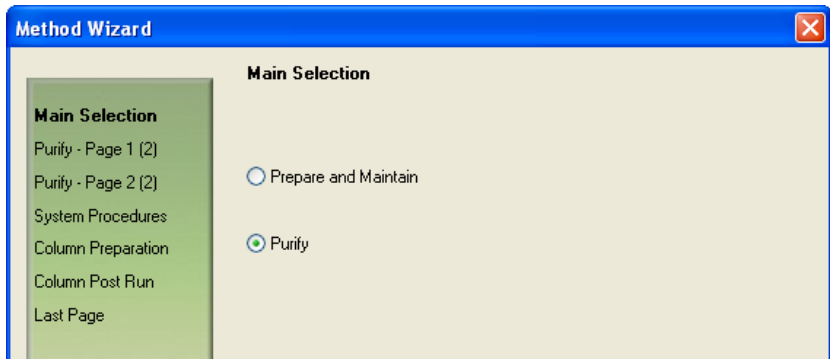 Method Wizard
Main Selection
Main Selection
Purify - Page 1 (2)
Purify - Page 2 (2)
System Procedures
Column Preparation
Column Post Run
Last Page
Prepare and Maintain
Purify